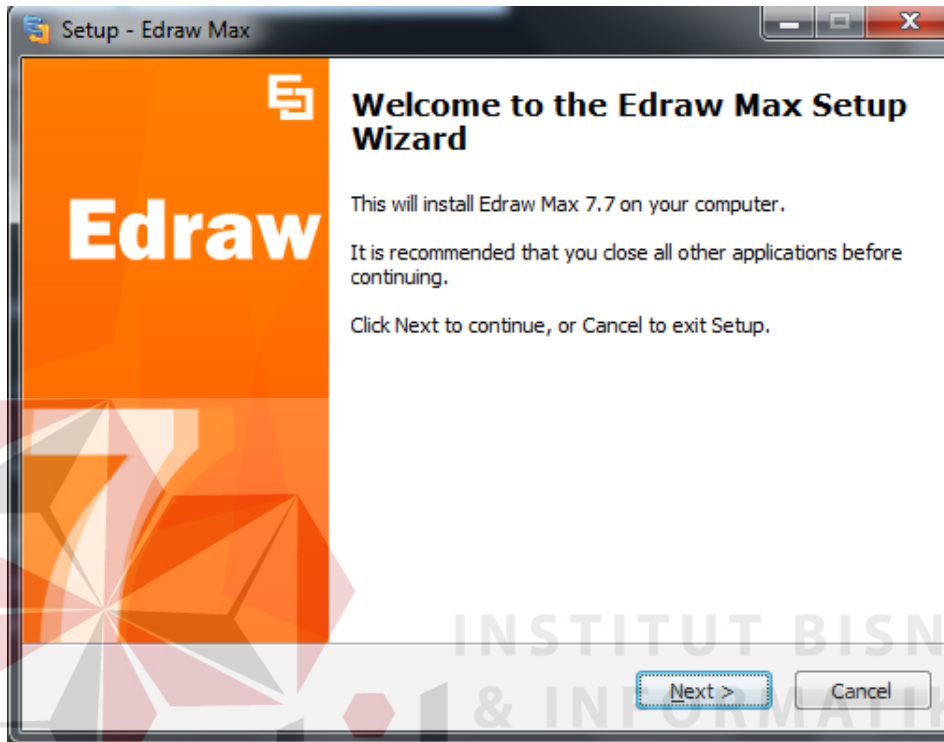 Setup - Edraw Max
Edraw
Welcome to the Edraw Max Setup
Wizard
This will install Edraw Max 7.7 on your computer.
It is recommended that you close all other applications before
continuing.
Click Next to continue, or Cancel to exit Setup.
INSTITUT BISN
Next >
Cancel
& INFORMATIK